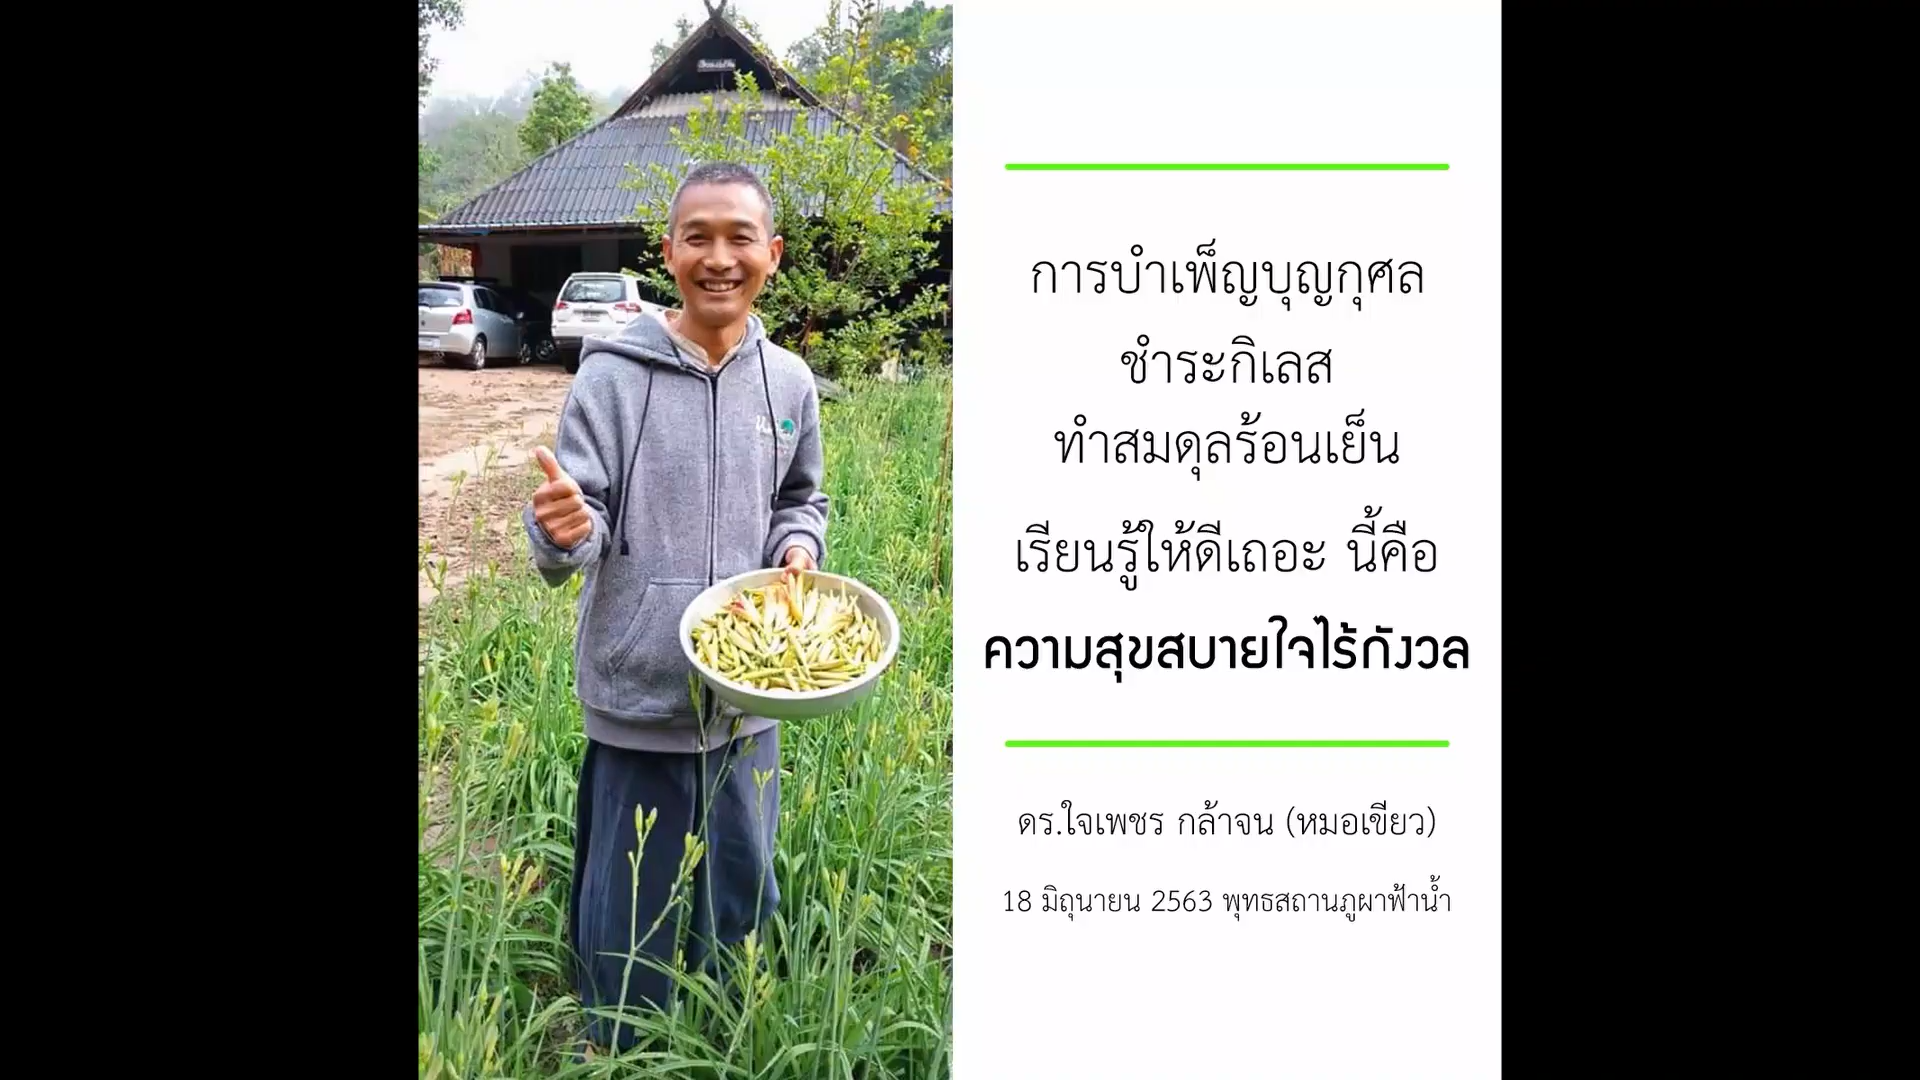 การบำเพ็ญบุญกุศล
ชำระกิเลส
ทำสมดุลร้อนเย็น
เรียนรู้ให้ดีเถอะ นี้คือ
ความสุขสบายใจไร้กังวล
ดร.ใจเพชร กล้าจน (หมอเขียว)
18 มิถุนายน 2563 พุทธสถานภูผาฟ้าน้ำ